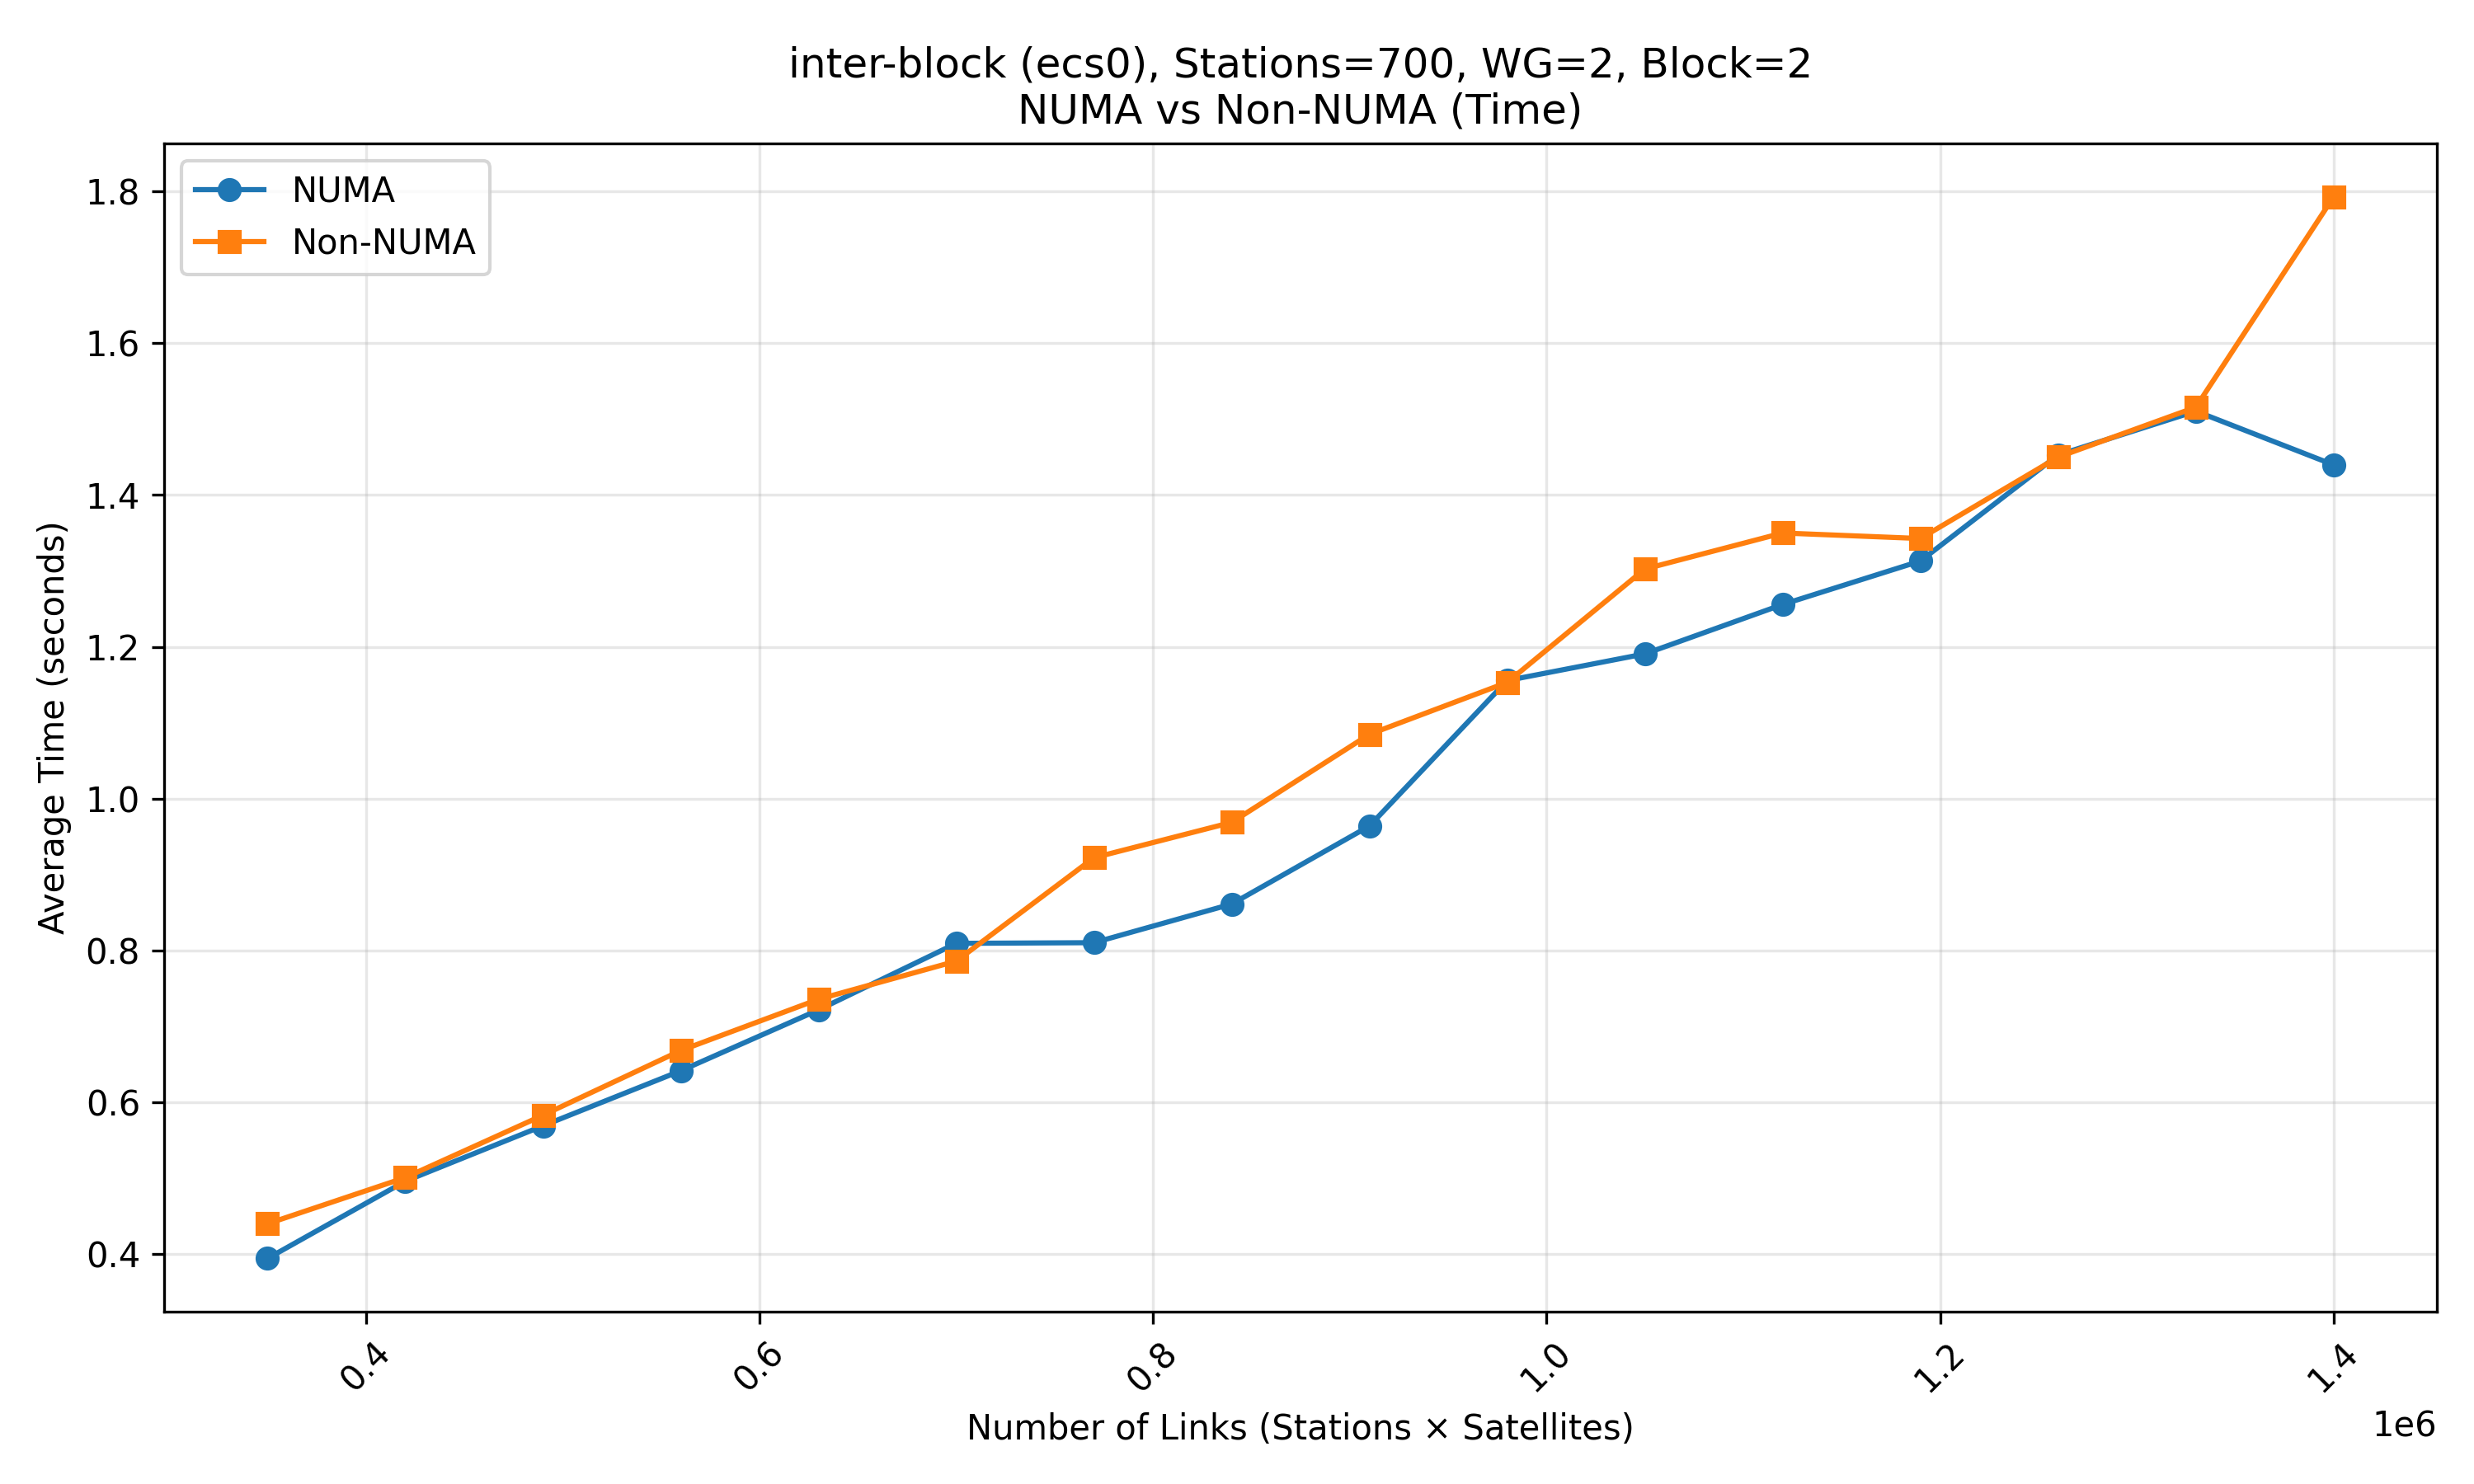 inter-block (ecs0), Stations=700, WG=2, Block=2
NUMA vs Non-NUMA (Time)
NUMA
Non-NUMA
Average Time (seconds)
1.8
1.6
1.4
1.2
1.0
0.8
0.6
0.4
0.4
0.6
0.8
1.0
1.2
1.4
1e6
Number of Links (Stations × Satellites)